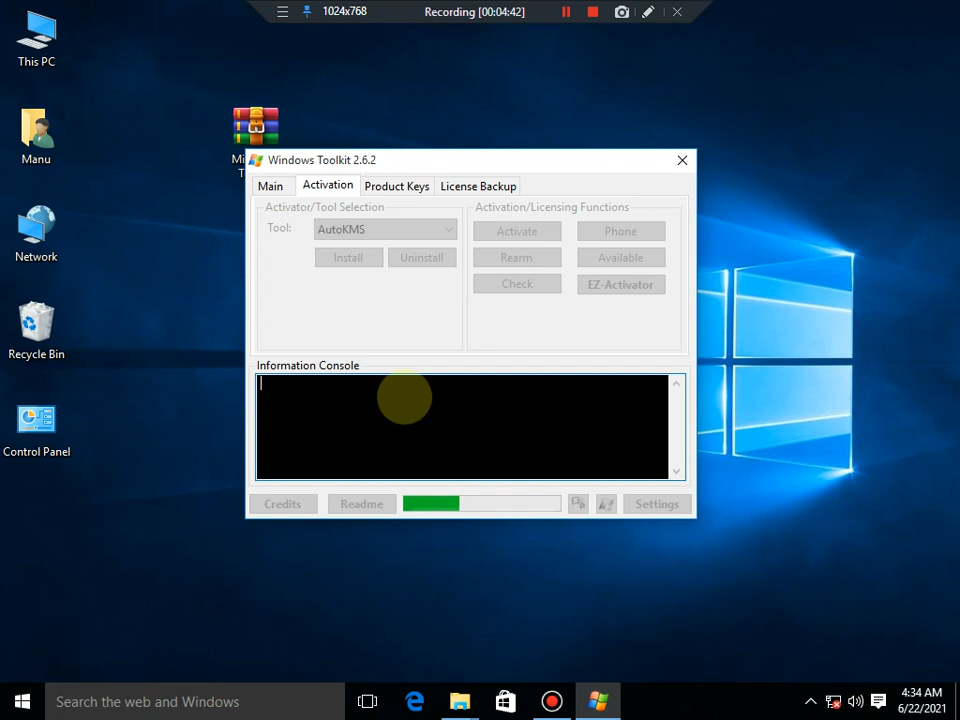 1024x768
Recording [00:04:42]
This PC
Manu
Network
Recycle Bin
Control Panel
Windows Toolkit 2.6.2
Main
Activation
Product Keys
License Backup
Activator/Tool Selection
Tool:
AutoKMS
Install
Uninstall
Activation/Licensing Functions
Activate
Phone
Rearm
Available
Check
EZ-Activator
Information Console
Credits
Readme
Settings
Search the web and Windows
4:34 AM
6/22/2021